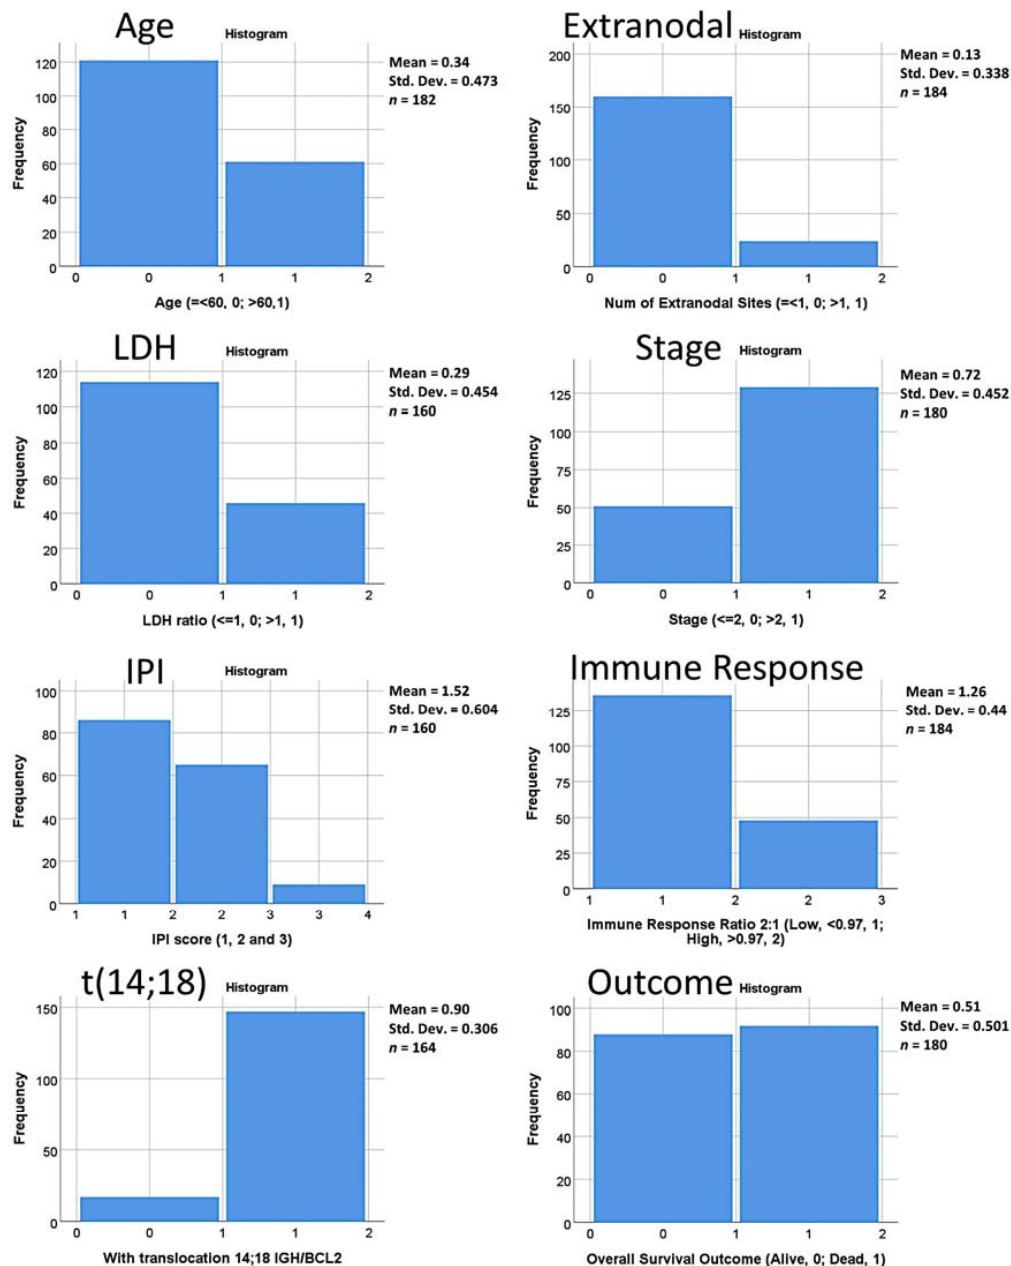 Age
Histogram
Mean = 0.34
Std. Dev. = 0.473
n = 182
Frequency
120
100
80
60
40
20
0
0 0 1 1 2
Age (=<60, 0; >60,1)
Extranodal
Histogram
Mean = 0.13
Std. Dev. = 0.338
n = 184
Frequency
200
150
100
50
0
0 0 1 1 2
Num of Extranodal Sites (=<1, 0; >1, 1)
LDH
Histogram
Mean = 0.29
Std. Dev. = 0.454
n = 160
Frequency
120
100
80
60
40
20
0
0 0 1 1 2
LDH ratio (<=1, 0; >1, 1)
Stage
Histogram
Mean = 0.72
Std. Dev. = 0.452
n = 180
Frequency
125
100
75
50
25
0
0 0 1 1 2
Stage (<=2, 0; >2, 1)
IPI
Histogram
Mean = 1.52
Std. Dev. = 0.604
n = 160
Frequency
100
80
60
40
20
0
1 1 2 2 3 3 4
IPI score (1, 2 and 3)
Immune Response
Mean = 1.26
Std. Dev. = 0.44
n = 184
Frequency
125
100
75
50
25
0
1 1 2 2 3
Immune Response Ratio 2:1 (Low, <0.97, 1;
High, >0.97, 2)
t(14;18)
Histogram
Mean = 0.90
Std. Dev. = 0.306
n = 164
Frequency
150
100
50
0
0 0 1 1 2
With translocation 14;18 IGH/BCL2
Outcome
Histogram
Mean = 0.51
Std. Dev. = 0.501
n = 180
Frequency
100
80
60
40
20
0
0 0 1 1 2
Overall Survival Outcome (Alive, 0; Dead, 1)